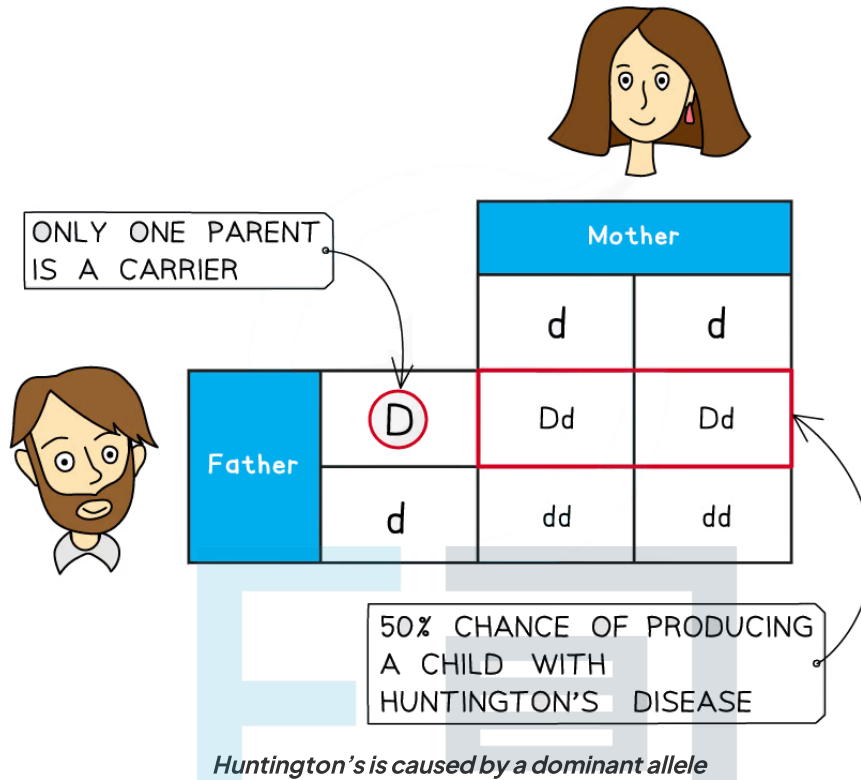 ONLY ONE PARENT
IS A CARRIER
Mother
d d
Father
D Dd Dd
d dd dd
50% CHANCE OF PRODUCING
A CHILD WITH
HUNTINGTON'S DISEASE
Huntington's is caused by a dominant allele